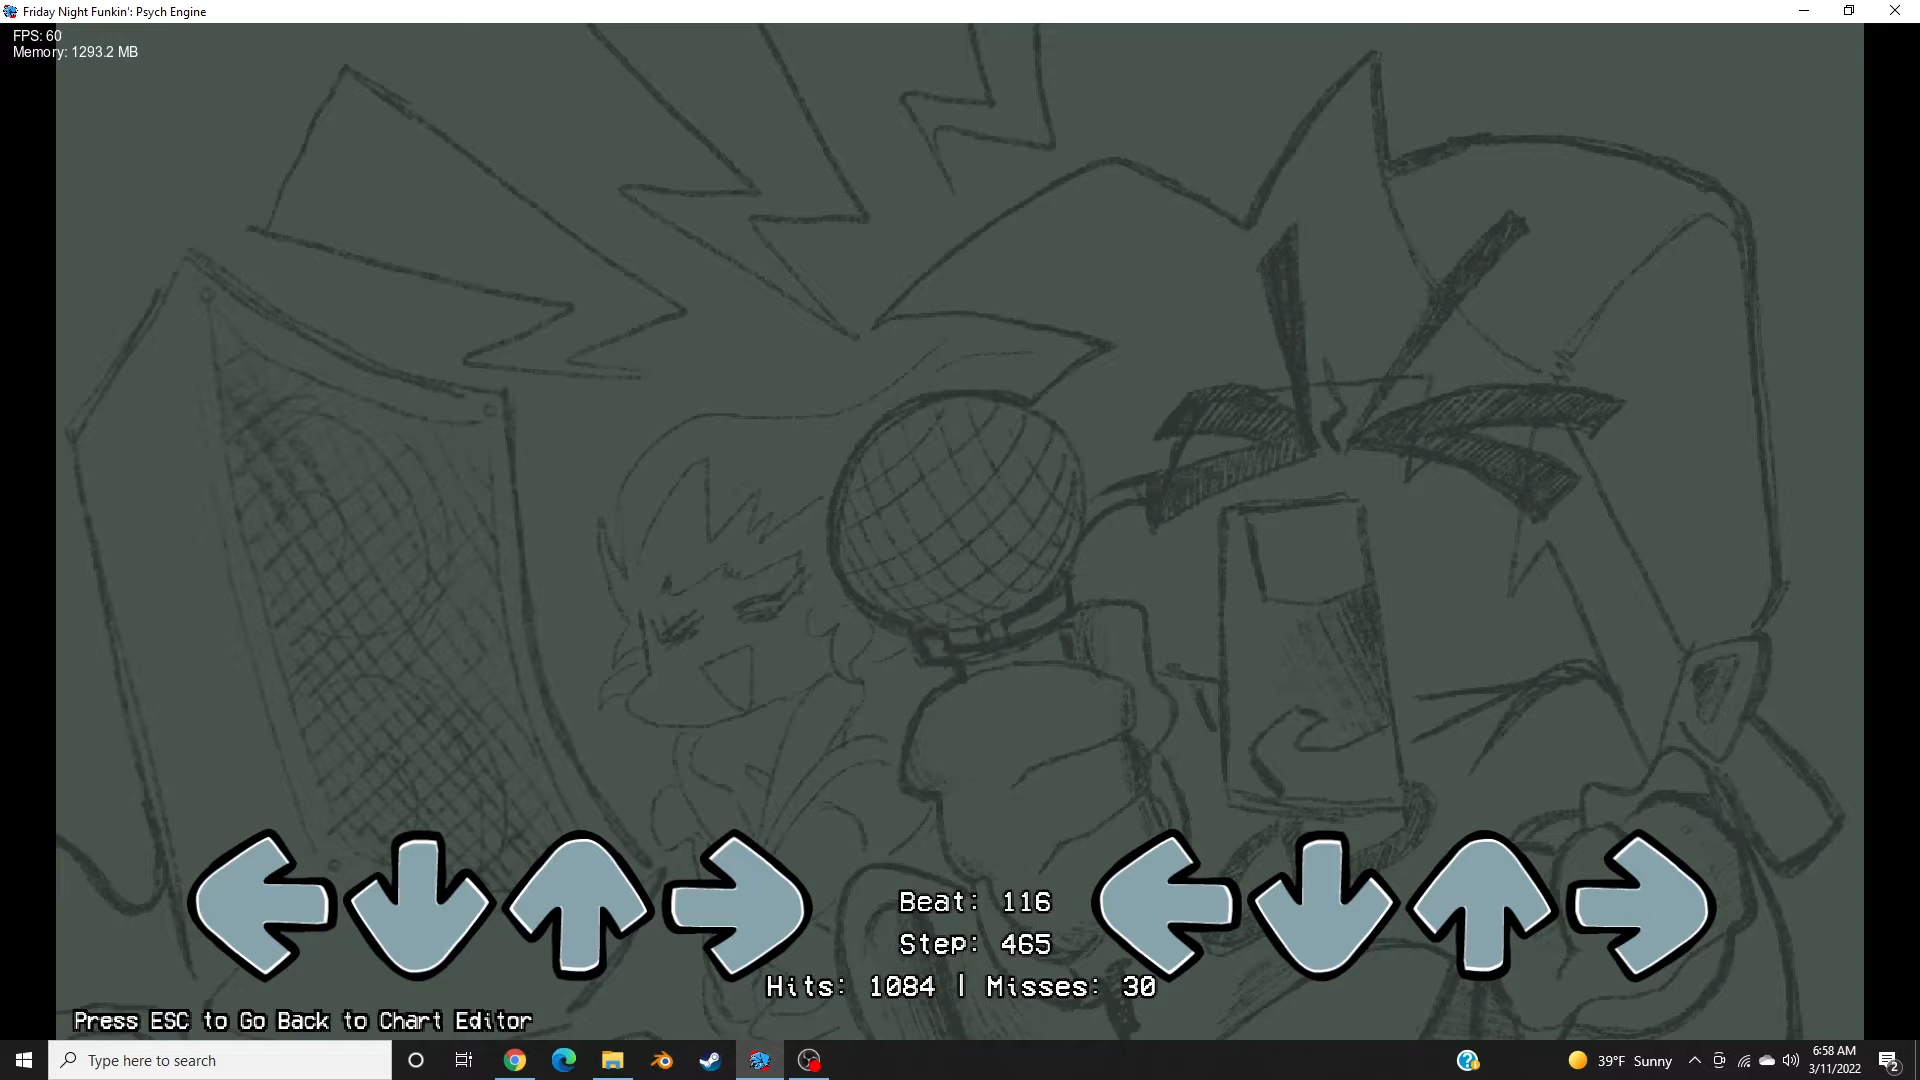 Friday Night Funkin': Psych Engine
FPS: 60
Memory: 1293.2 MB
Beat: 116
Step: 465
Hits: 1084 | Misses: 30
Press ESC to Go Back to Chart Editor
Type here to search
39°F Sunny
6:58 AM
3/11/2022
2